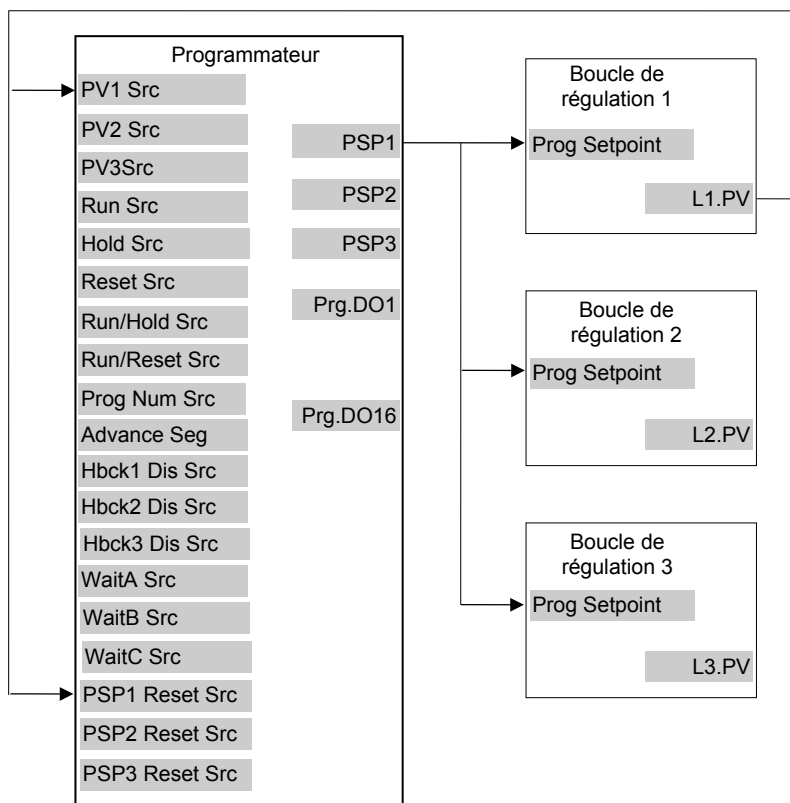 Programmateur
PV1 Src
PV2 Src
PV3Src
Run Src
Hold Src
Reset Src
Run/Hold Src
Run/Reset Src
Prog Num Src
Advance Seg
Hbck1 Dis Src
Hbck2 Dis Src
Hbck3 Dis Src
WaitA Src
WaitB Src
WaitC Src
PSP1 Reset Src
PSP2 Reset Src
PSP3 Reset Src
PSP1
PSP2
PSP3
Prg.DO1
Prg.DO16
Boucle de
régulation 1
Prog Setpoint
L1.PV
Boucle de
régulation 2
Prog Setpoint
L2.PV
Boucle de
régulation 3
Prog Setpoint
L3.PV